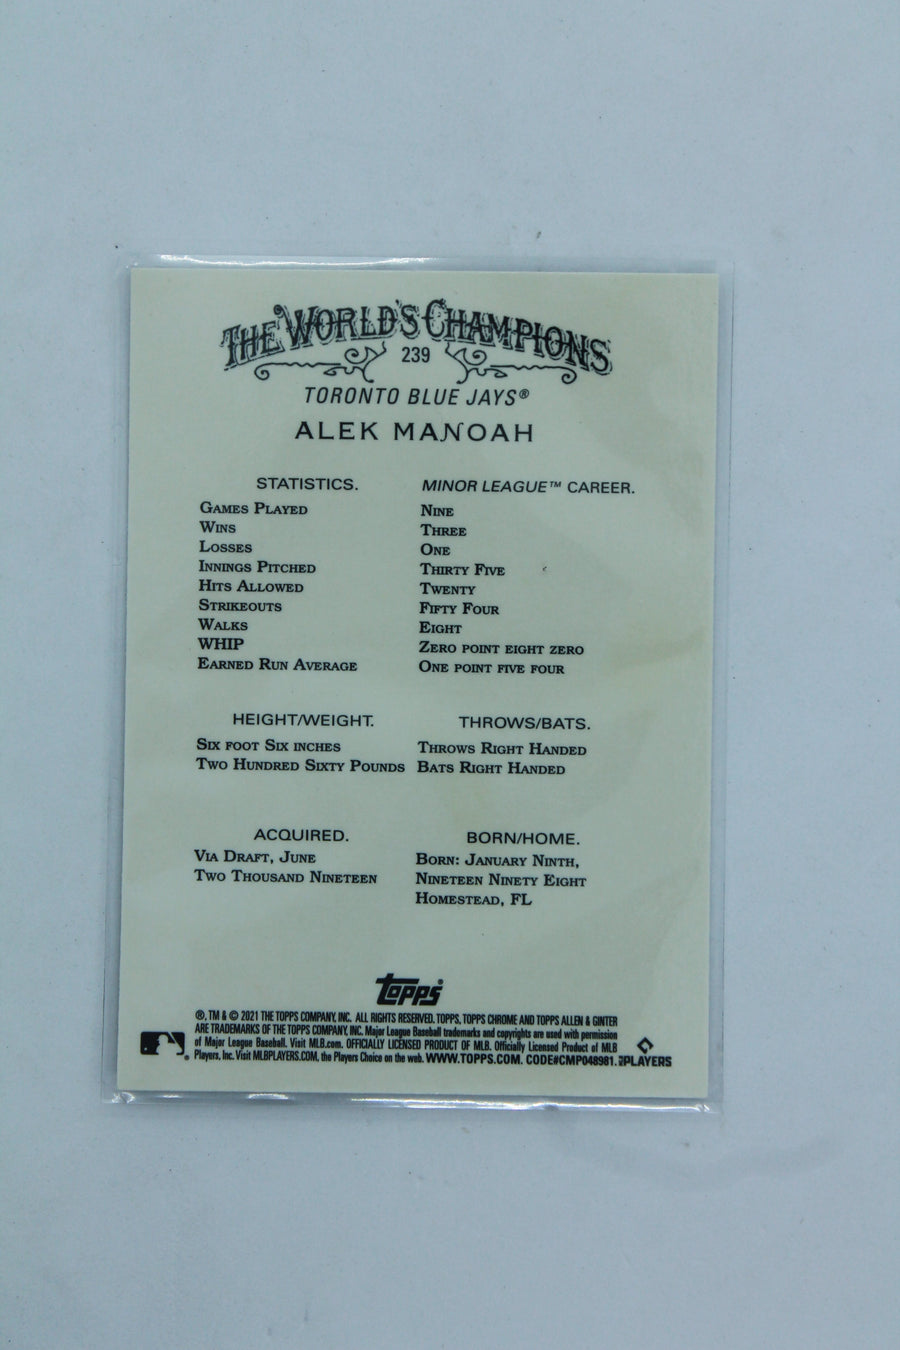 THE WORLD'S CHAMPIONS
239
TORONTO BLUE JAYS®
ALEK MANOAH
STATISTICS. MINOR LEAGUE™ CAREER.
GAMES PLAYED NINE
WINS THREE
LOSSES ONE
INNINGS PITCHED THIRTY FIVE
HITS ALLOWED TWENTY
STRIKEOUTS FIFTY FOUR
WALKS EIGHT
WHIP ZERO POINT EIGHT ZERO
EARNED RUN AVERAGE ONE POINT FIVE FOUR
HEIGHT/WEIGHT. THROWS/BATS.
SIX FOOT SIX INCHES THROWS RIGHT HANDED
TWO HUNDRED SIXTY POUNDS BATS RIGHT HANDED
ACQUIRED. BORN/HOME.
VIA DRAFT, JUNE BORN: JANUARY NINTH,
TWO THOUSAND NINETEEN NINETEEN NINETY EIGHT
HOMESTEAD, FL
Topps®
®, TM & © 2021 THE TOPPS COMPANY, INC. ALL RIGHTS RESERVED. TOPPS, TOPPS CHROME AND TOPPS ALLEN & GINTER
ARE TRADEMARKS OF THE TOPPS COMPANY, INC. Major League Baseball trademarks and copyrights are used with permission
of Major League Baseball. Visit MLB.com. OFFICIALLY LICENSED PRODUCT OF MLB. Officially Licensed Product of MLB
Players, Inc. Visit MLBPLAYERS.COM, the Players Choice on the web. WWW.TOPPS.COM. CODE#CMP048981. PLAYERS